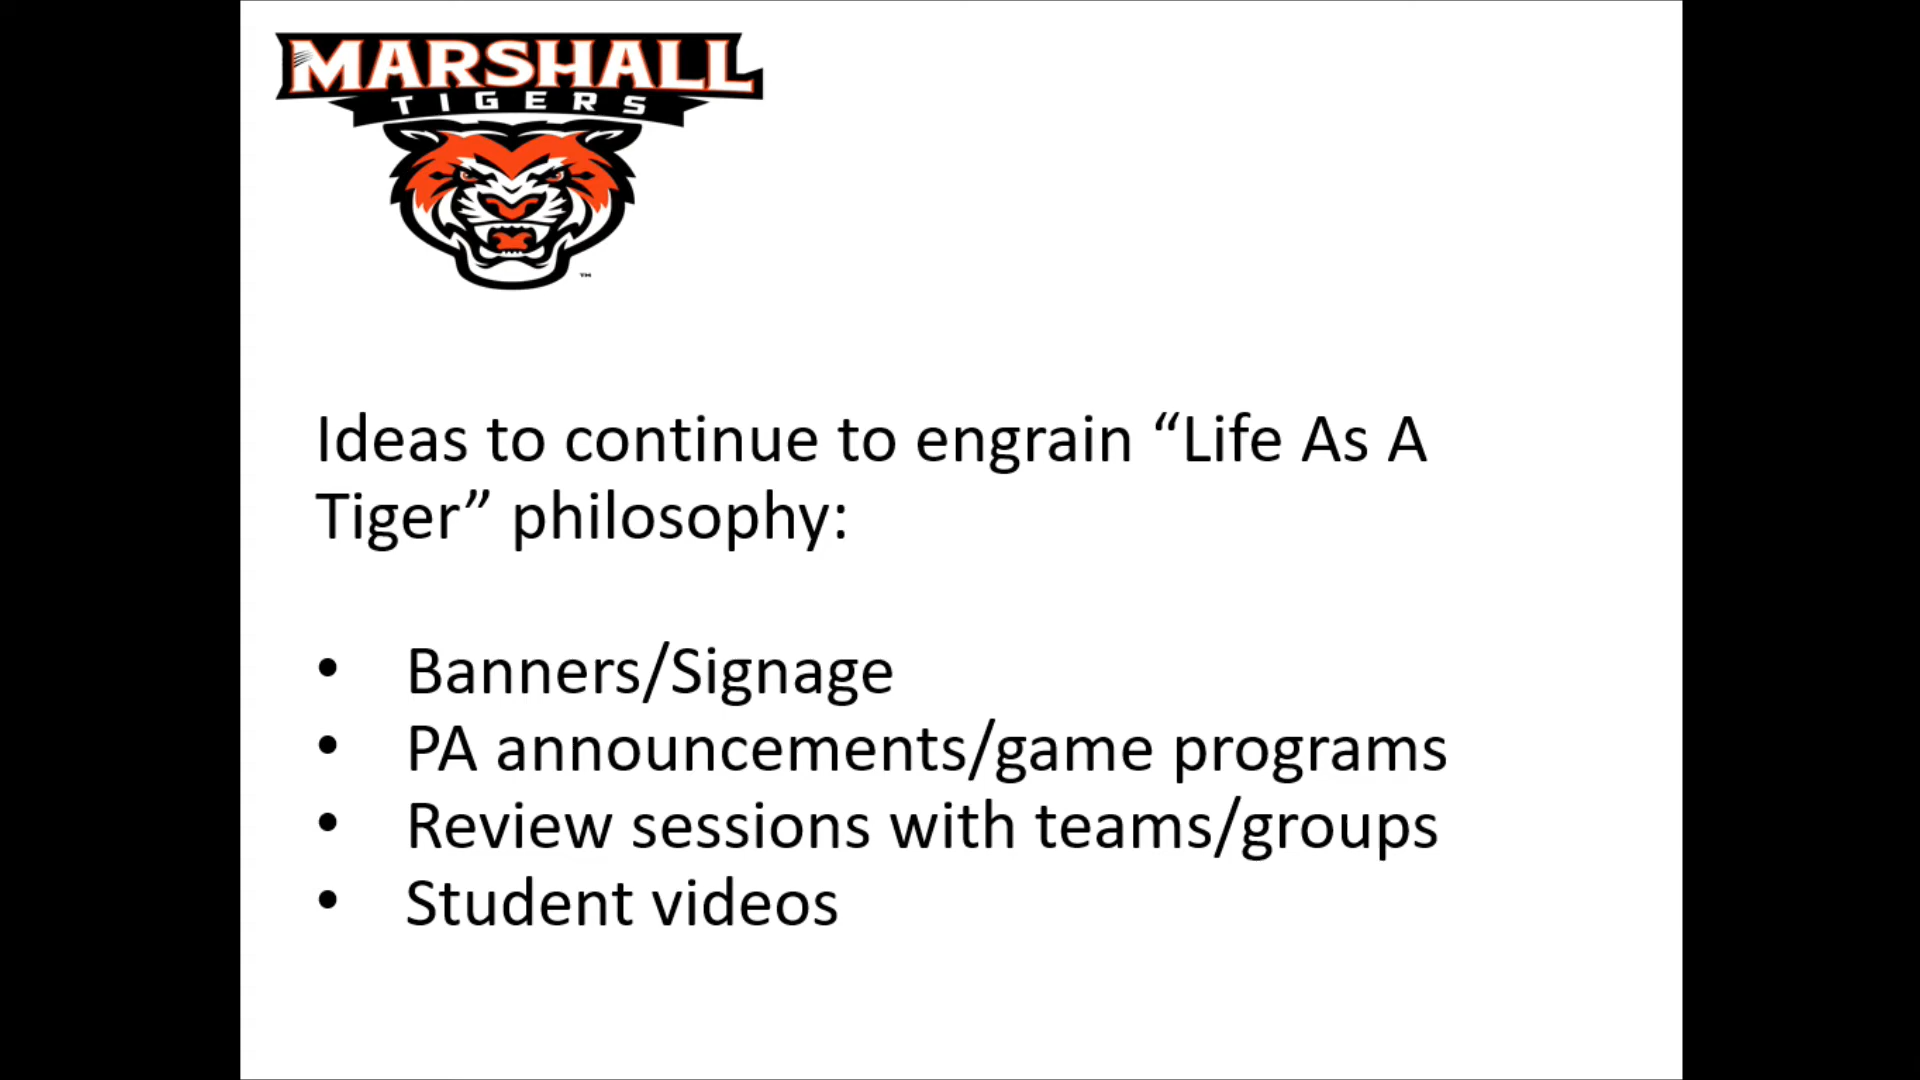 MARSHALL
TIGERS
TM
Ideas to continue to engrain “Life As A
Tiger” philosophy:
• Banners/Signage
• PA announcements/game programs
• Review sessions with teams/groups
• Student videos